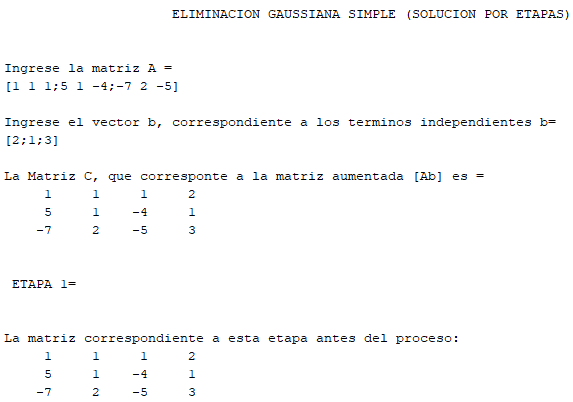 ELIMINACION GAUSSIANA SIMPLE (SOLUCION POR ETAPAS)
Ingrese la matriz A =
[1 1 1;5 1 -4;-7 2 -5]
Ingrese el vector b, correspondiente a los terminos independientes b=
[2;1;3]
La Matriz C, que corresponte a la matriz aumentada [Ab] es =
1 1 1 2
5 1 -4 1
-7 2 -5 3
ETAPA 1=
La matriz correspondiente a esta etapa antes del proceso:
1 1 1 2
5 1 -4 1
-7 2 -5 3